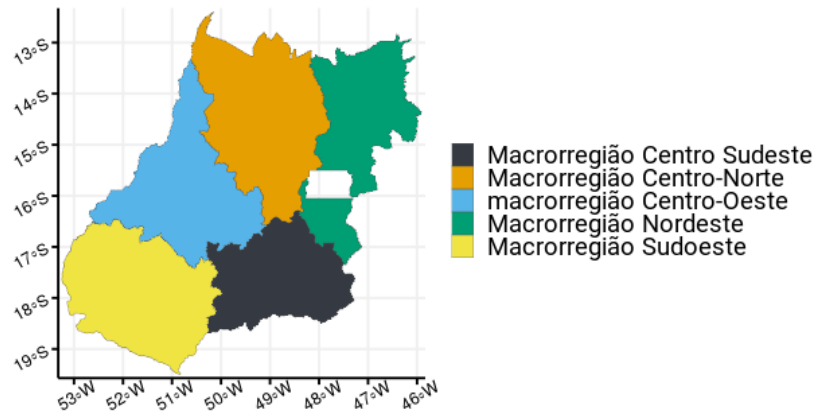 13°S
14°S
15°S
16°S
17°S
18°S
19°S
53°W
52°W
51°W
50°W
49°W
48°W
47°W
46°W
Macrorregião Centro Sudeste
Macrorregião Centro-Norte
macrorregião Centro-Oeste
Macrorregião Nordeste
Macrorregião Sudoeste